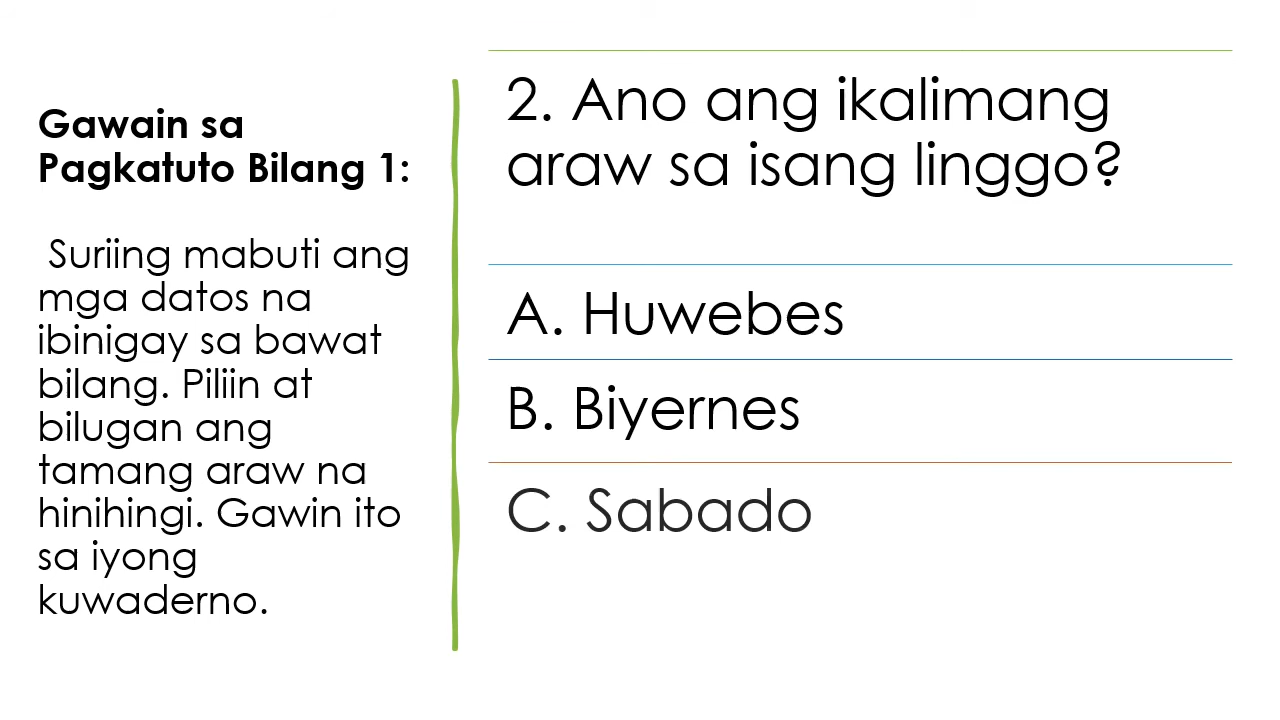 Gawain sa
Pagkatuto Bilang 1:
Suriing mabuti ang
mga datos na
ibinigay sa bawat
bilang. Piliin at
bilugan ang
tamang araw na
hinihingi. Gawin ito
sa iyong
kuwaderno.
2. Ano ang ikalimang
araw sa isang linggo?
A. Huwebes
B. Biyernes
C. Sabado